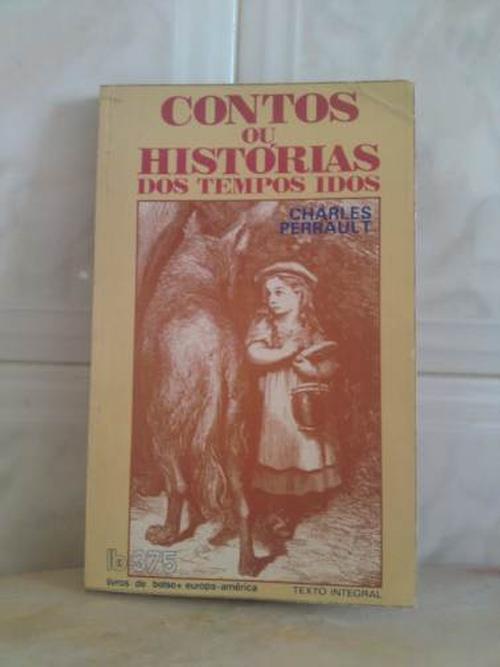 CONTOS
OU
HISTÓRIAS
DOS TEMPOS IDOS
CHARLES
PERRAULT
lb-375
livros de bolso • europa-américa
TEXTO INTEGRAL